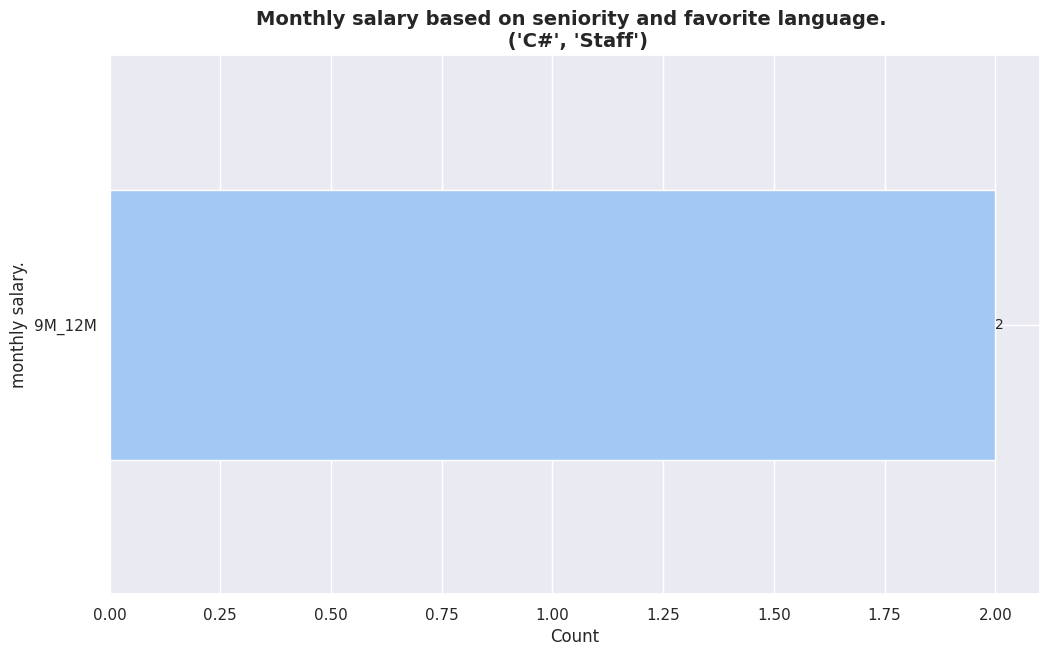 Monthly salary based on seniority and favorite language.
('C#', 'Staff')
monthly salary.
9M_12M
2
0.00 0.25 0.50 0.75 1.00 1.25 1.50 1.75 2.00
Count